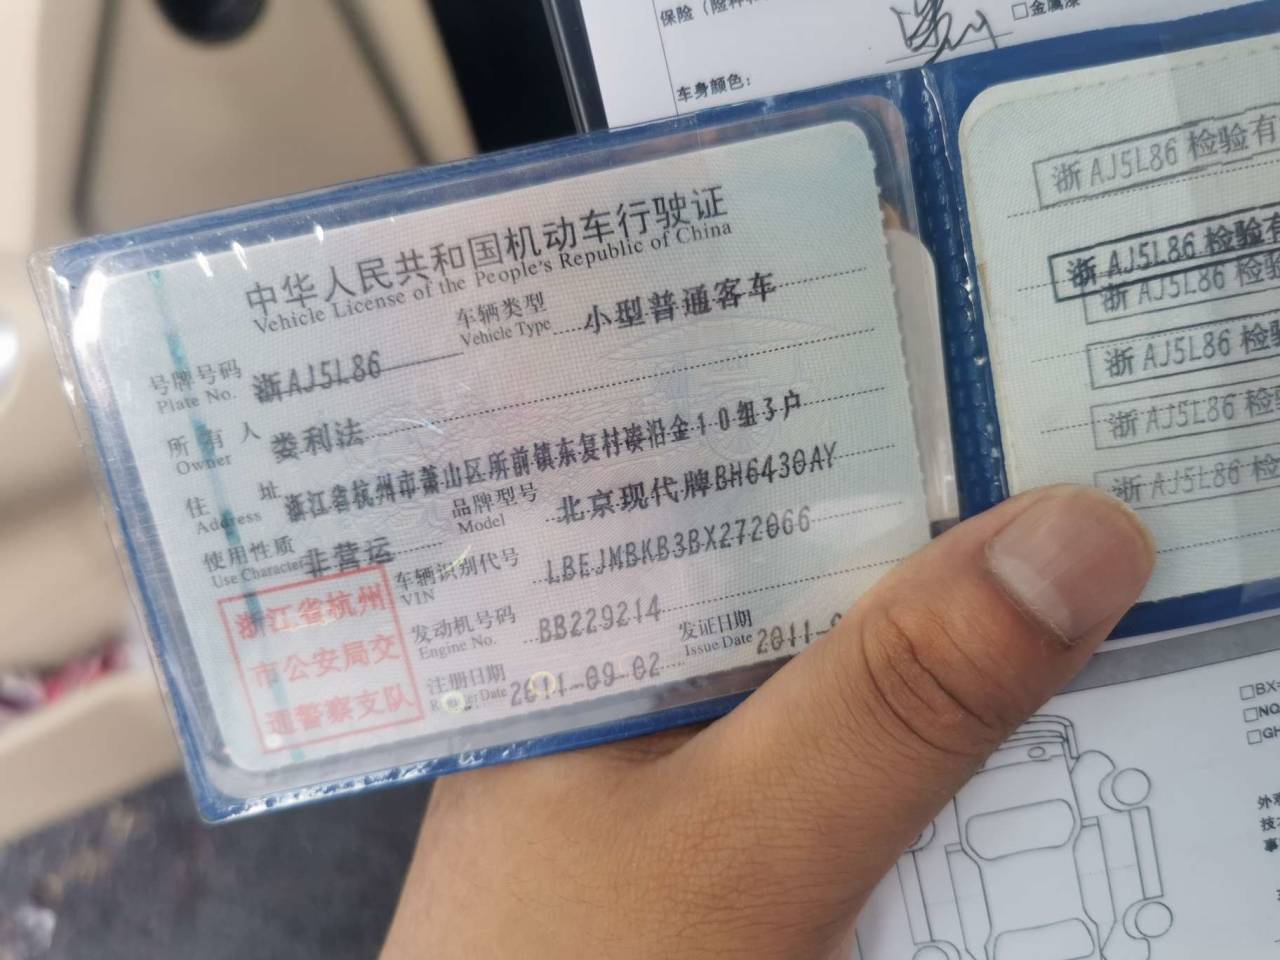 保险（险种
□金属漆
车身颜色：
中华人民共和国机动车行驶证
Vehicle License of the People's Republic of China
号牌号码 浙AJ5L86 车辆类型 小型普通客车
Plate No. Vehicle Type
所有人 娄利法
Owner
住址 浙江省杭州市萧山区所前镇东复村凑沿金10组3户
Address
使用性质 非营运 品牌型号 北京现代牌BH6430AY
Use Character Model
车辆识别代号 LBEJMBKB3BX272066
VIN
发动机号码 BB229214
Engine No.
注册日期 2011-09-02 发证日期 2011-
Register Date Issue Date
浙江省杭州
市公安局交
通警察支队
浙AJ5L86 检验有
浙AJ5L86 检验有
浙AJ5L86 检验
浙AJ5L86 检验
浙AJ5L86 检
浙AJ5L86 检
□BX
□NO
□GH
外
技
事